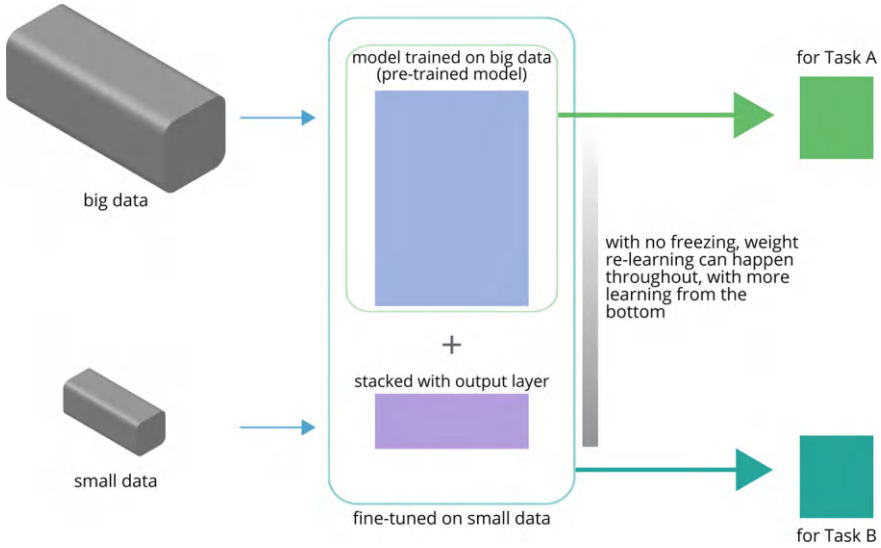 model trained on big data
(pre-trained model)
for Task A
big data
with no freezing, weight
re-learning can happen
throughout, with more
learning from the
bottom
+
stacked with output layer
small data
fine-tuned on small data
for Task B